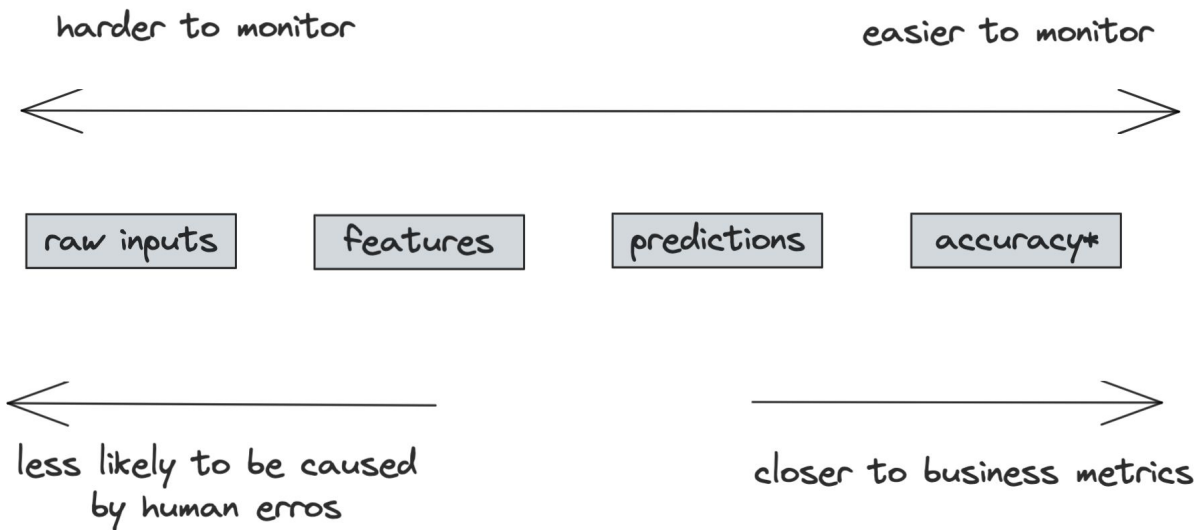 harder to monitor
easier to monitor
raw inputs
features
predictions
accuracy*
less likely to be caused
by human erros
closer to business metrics